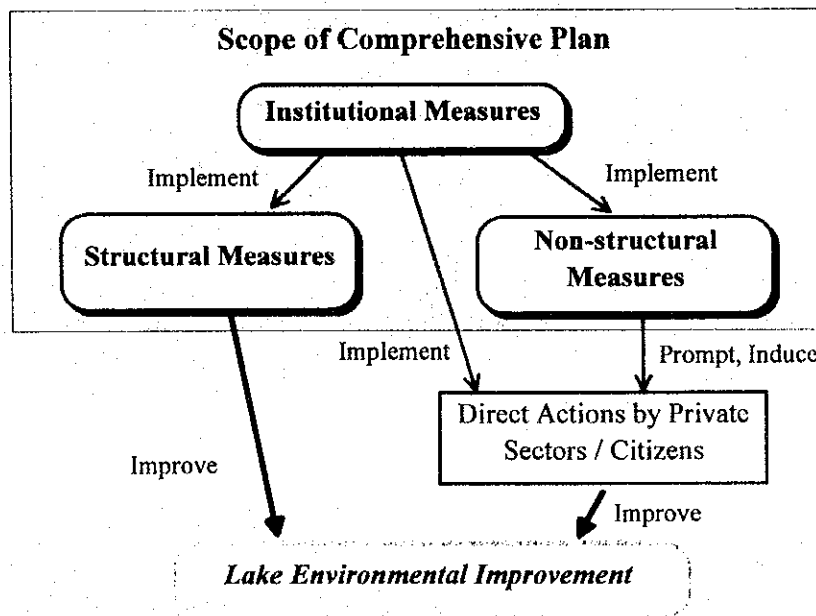 Scope of Comprehensive Plan
Institutional Measures
Implement
Implement
Structural Measures
Non-structural
Measures
Implement
Prompt, Induce
Direct Actions by Private
Sectors / Citizens
Improve
Improve
Lake Environmental Improvement